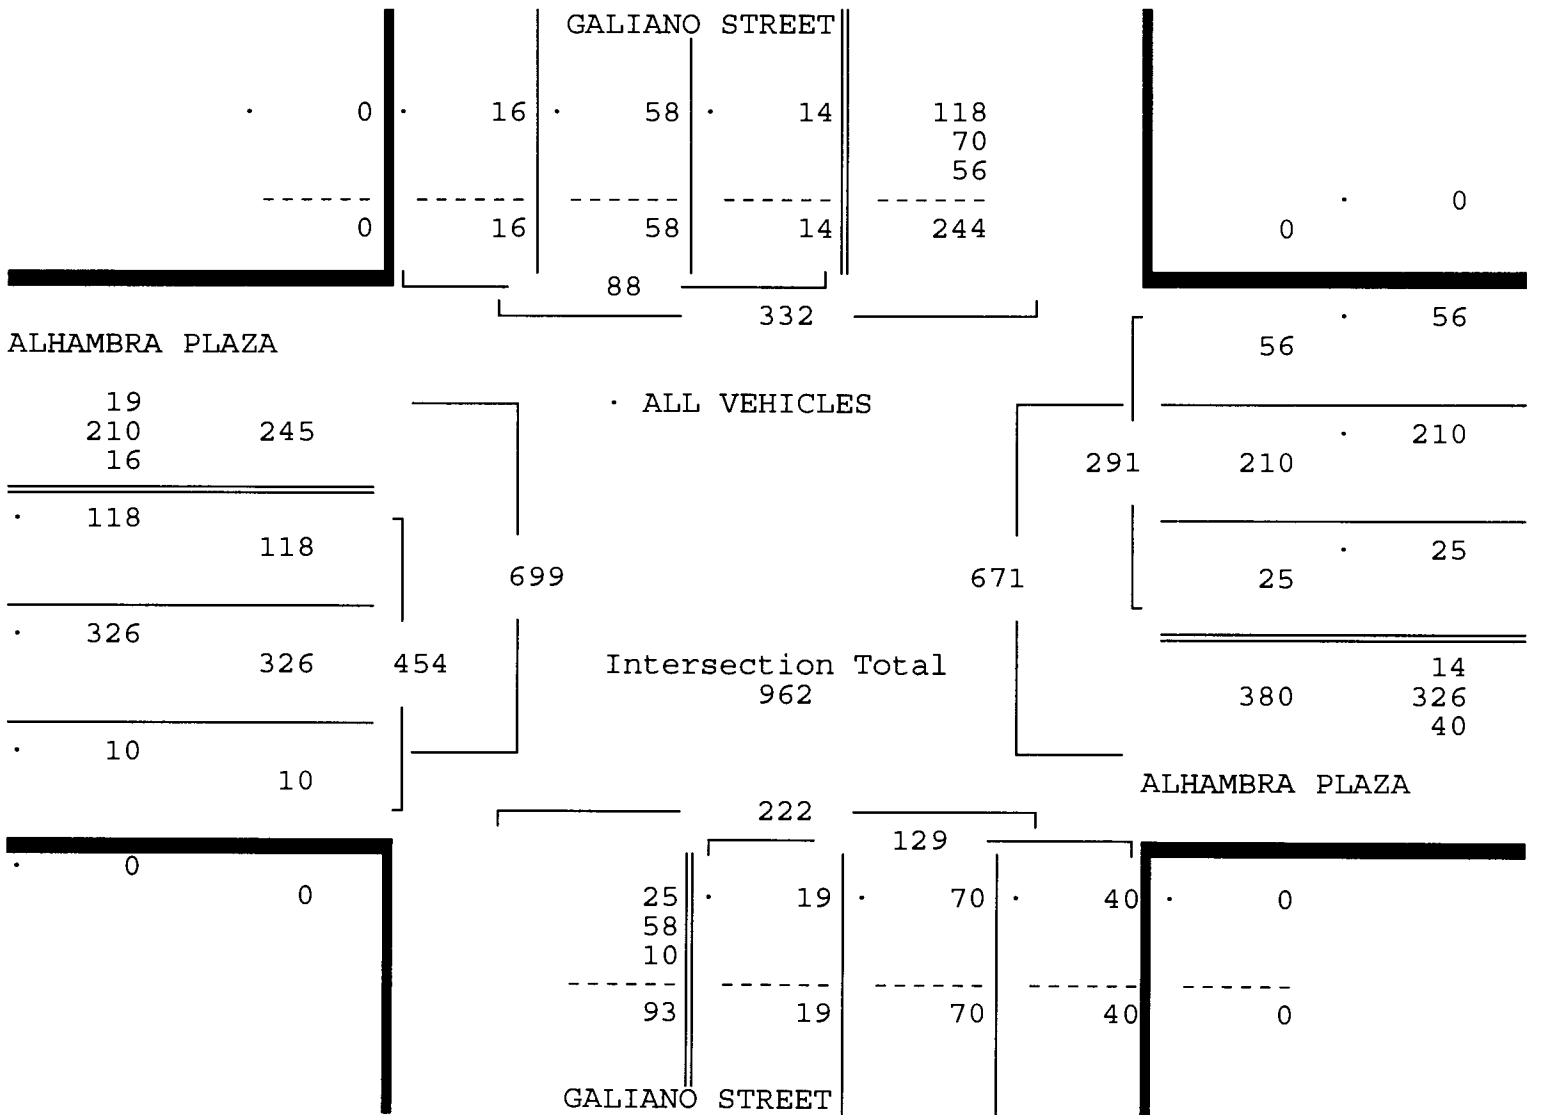 GALIANO STREET
· 0 · 16 · 58 · 14 118
70
56
------ ------ ------ ------ ------
· 0
0 16 58 14 244
0
88
332
· 56
ALHAMBRA PLAZA
56
19
· ALL VEHICLES
210 245
· 210
16
291 210
· 118
118
· 25
699
671
25
· 326
326 454
Intersection Total
14
962
380 326
40
· 10
10
ALHAMBRA PLAZA
222
129
· 0
0
25 · 19 · 70 · 40 · 0
58
10
------ ------ ------ ------ ------
93 19 70 40 0
GALIANO STREET